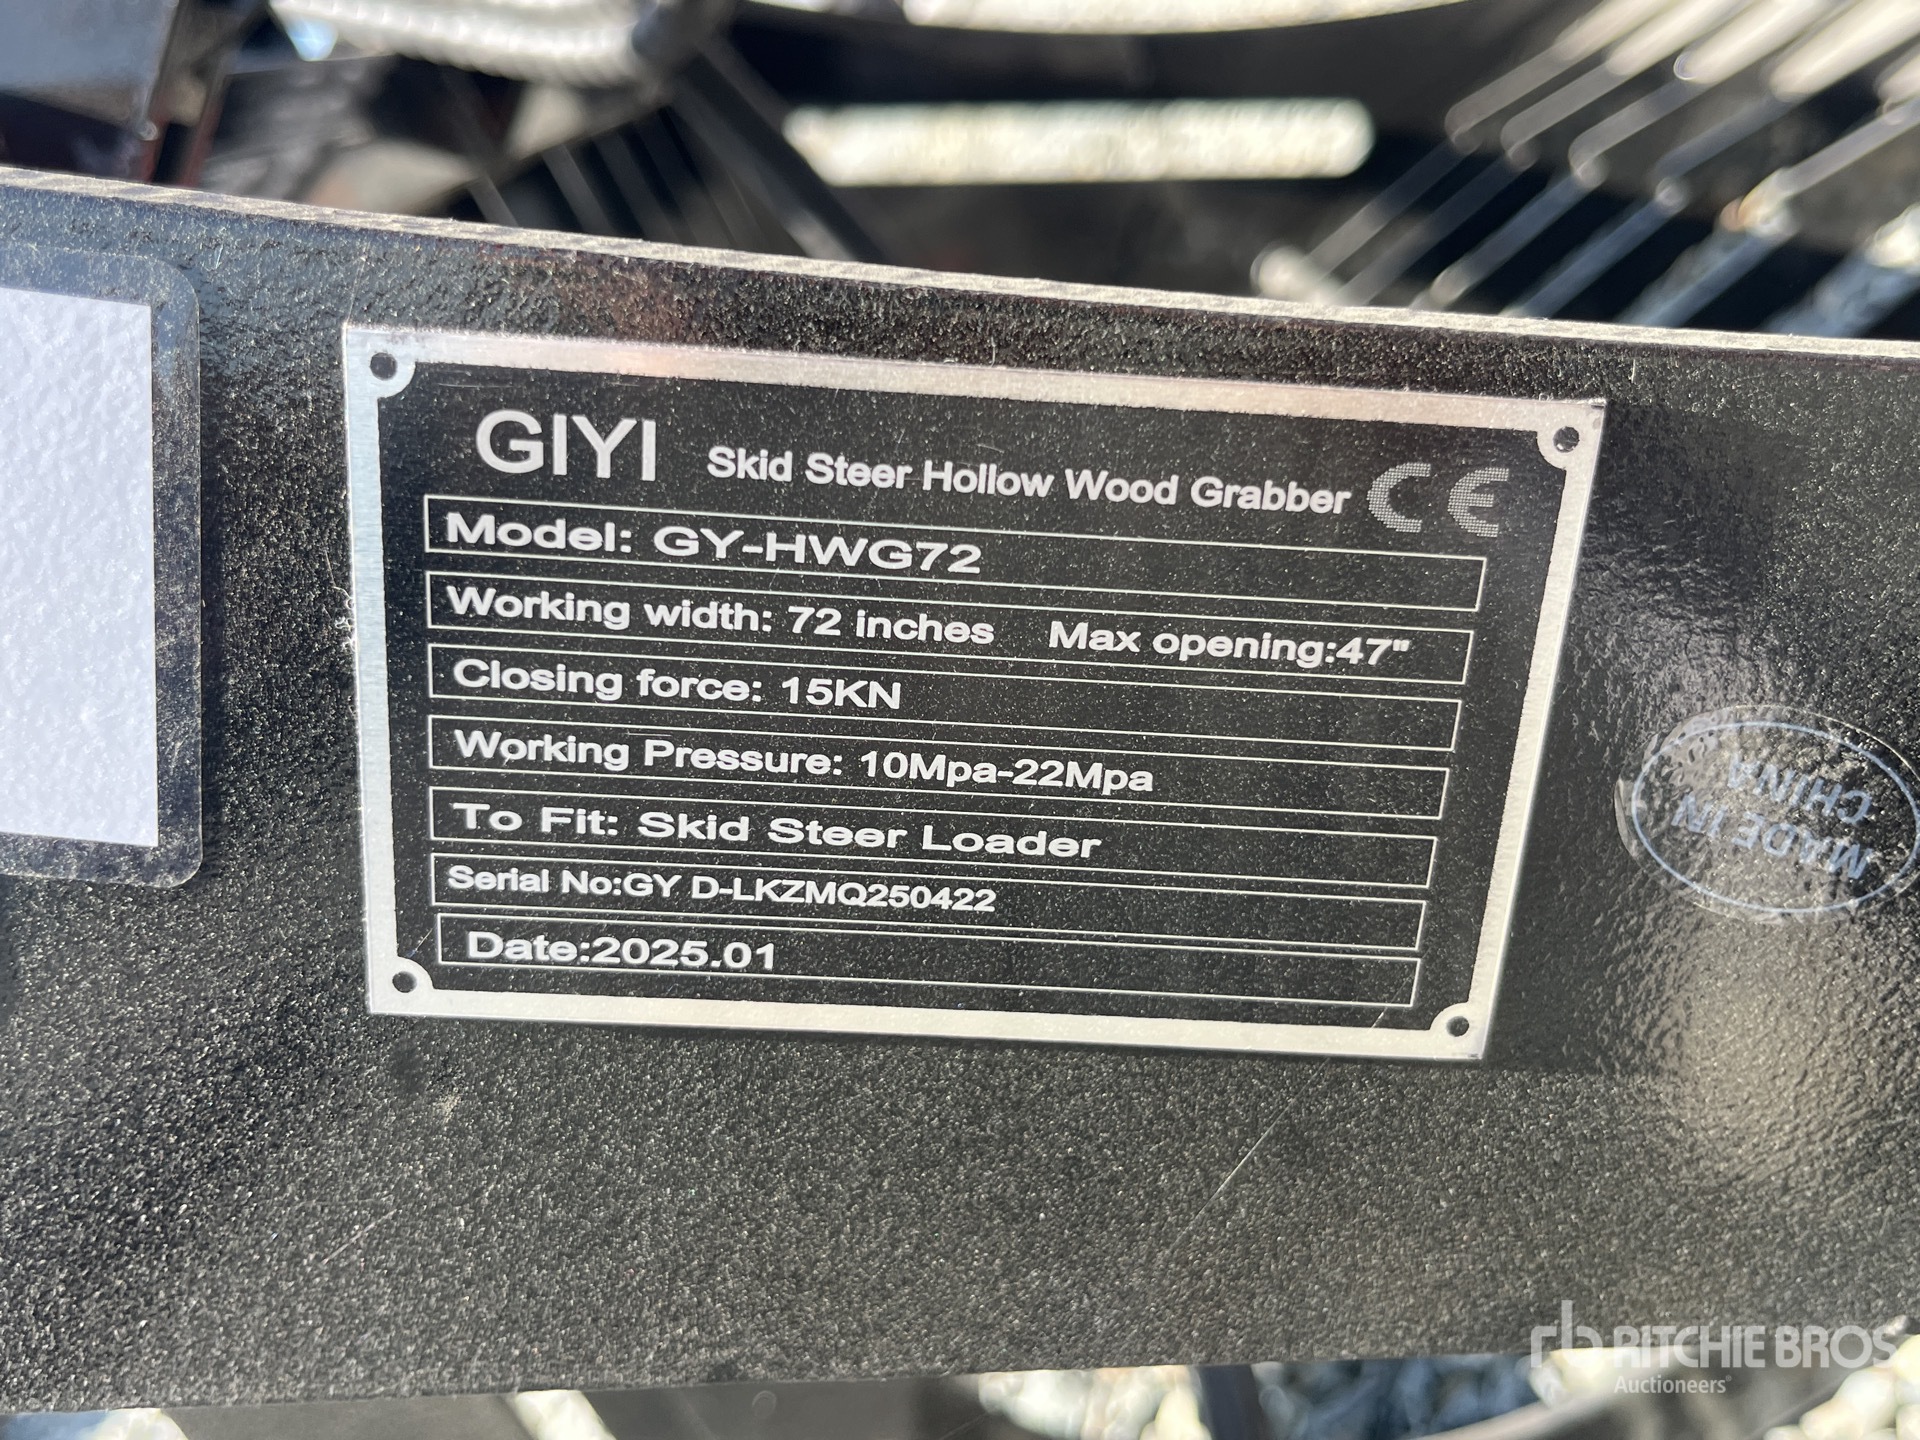 GIYI Skid Steer Hollow Wood Grabber CE
Model: GY-HWG72
Working width: 72 inches Max opening:47"
Closing force: 15KN
Working Pressure: 10Mpa-22Mpa
To Fit: Skid Steer Loader
Serial No:GY D-LKZMQ250422
Date:2025.01
MADE IN
CHINA
rb RITCHIE BROS
Auctioneers